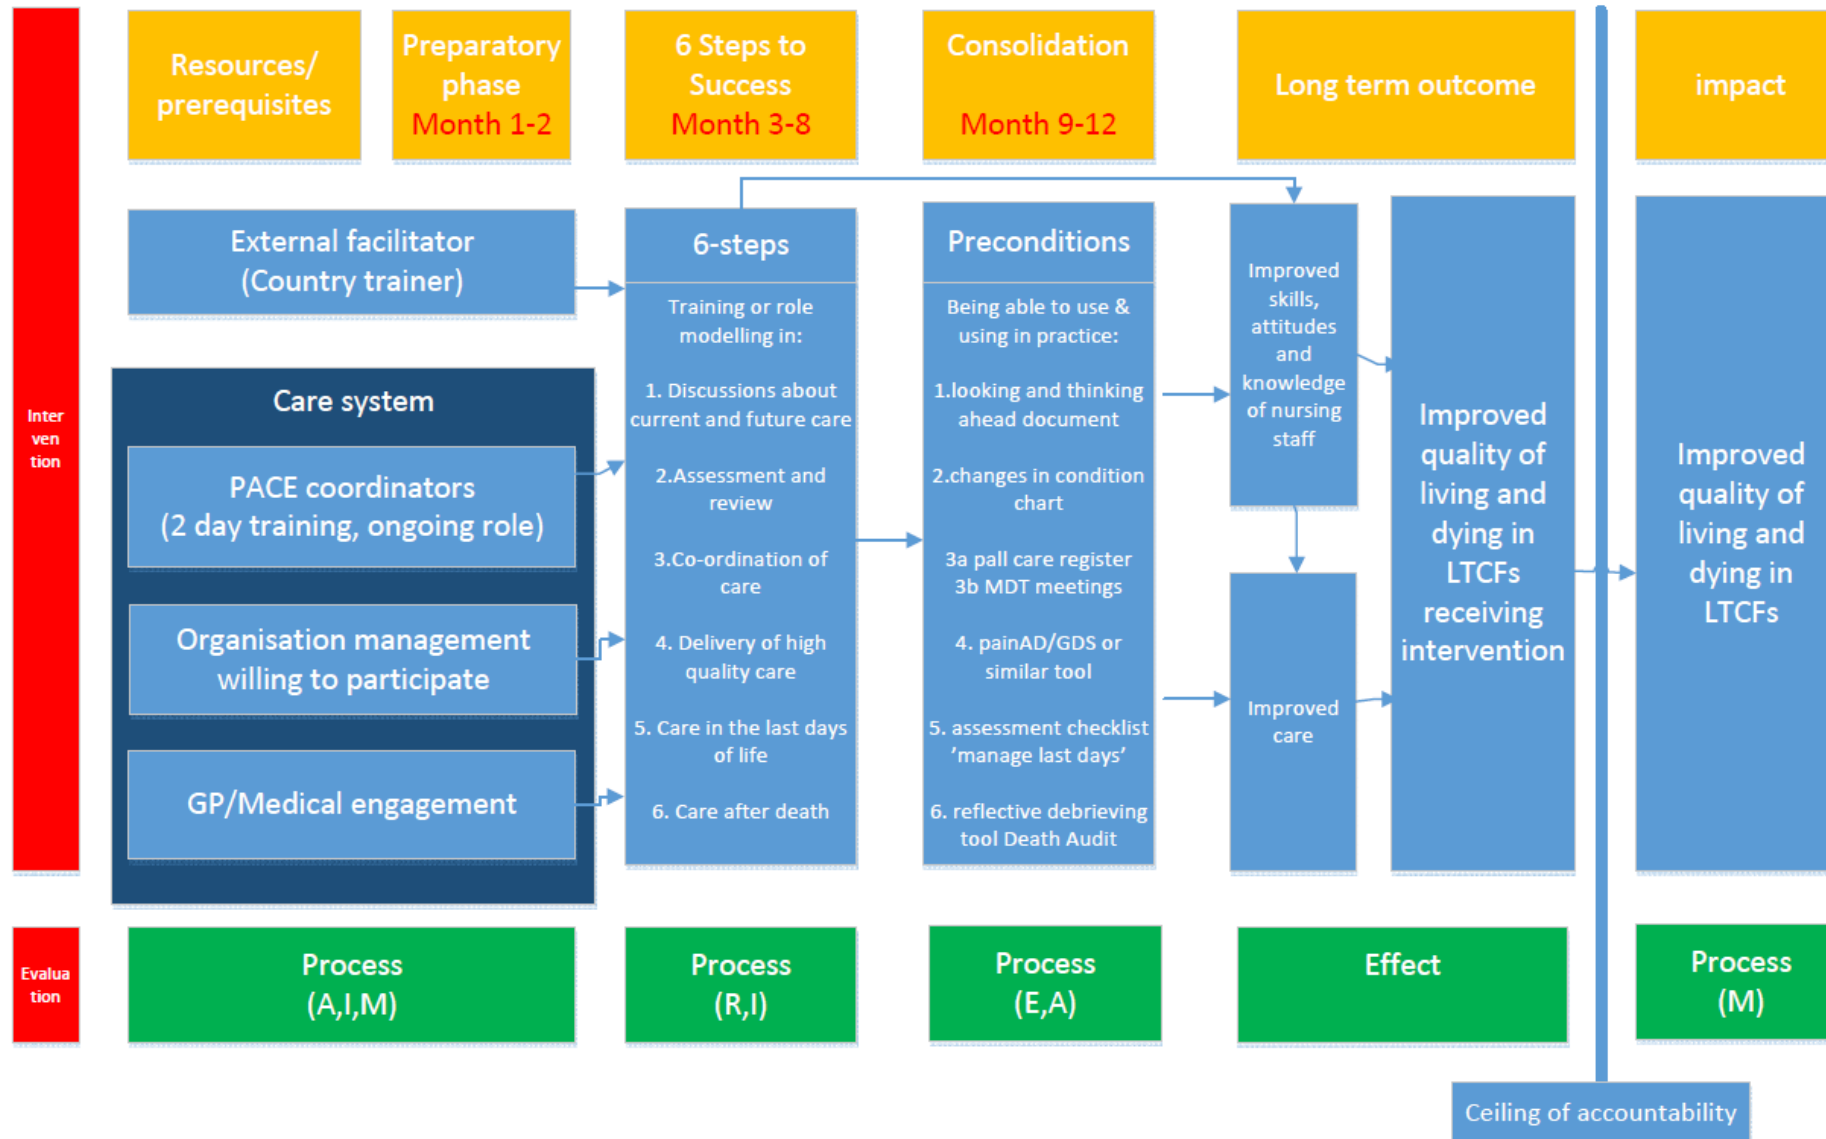 Resources/
prerequisites
Preparatory
phase
Month 1-2
6 Steps to
Success
Month 3-8
Consolidation
Month 9-12
Long term outcome
impact
Inter
ven
tion
External facilitator
(Country trainer)
Care system
PACE coordinators
(2 day training, ongoing role)
Organisation management
willing to participate
GP/Medical engagement
6-steps
Training or role
modelling in:
1. Discussions about
current and future care
2.Assessment and
review
3.Co-ordination of
care
4. Delivery of high
quality care
5. Care in the last days
of life
6. Care after death
Preconditions
Being able to use &
using in practice:
1.looking and thinking
ahead document
2.changes in condition
chart
3a pall care register
3b MDT meetings
4. painAD/GDS or
similar tool
5. assessment checklist
’manage last days’
6. reflective debrieving
tool Death Audit
Improved
skills,
attitudes
and
knowledge
of nursing
staff
Improved
care
Improved
quality of
living and
dying in
LTCFs
receiving
intervention
Improved
quality of
living and
dying in
LTCFs
Evalua
tion
Process
(A,I,M)
Process
(R,I)
Process
(E,A)
Effect
Process
(M)
Ceiling of accountability